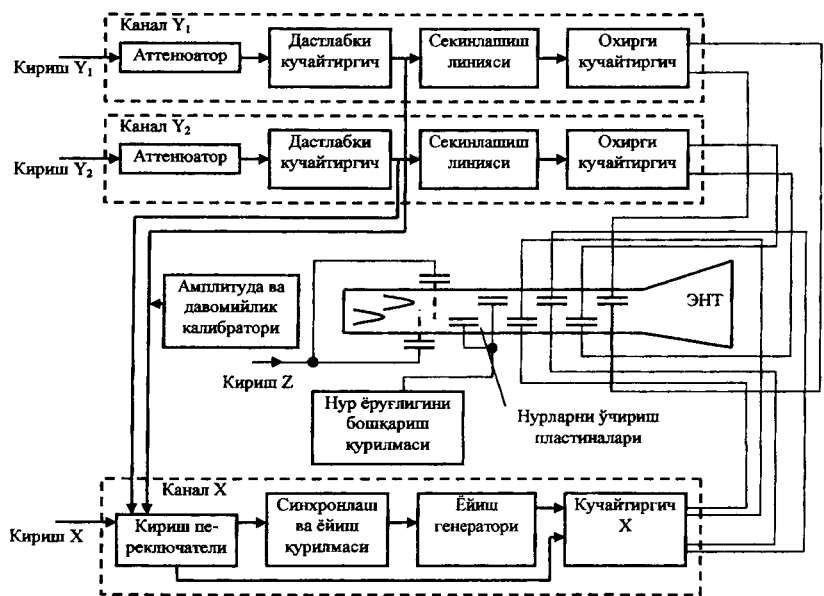 Канал Y₁
Кириш Y₁
Аттенюатор
Дастлабки
кучайтиргич
Секинлашиш
линияси
Охирги
кучайтиргич
Канал Y₂
Кириш Y₂
Аттенюатор
Дастлабки
кучайтиргич
Секинлашиш
линияси
Охирги
кучайтиргич
Амплитуда ва
давомийлик
калибратори
ЭНТ
Кириш Z
Нур ёруғлигини
бошқариш
қурилмаси
Нурларни ўчириш
пластиналари
Канал X
Кириш X
Кириш пе-
реключатели
Синхронлаш
ва ёйиш
қурилмаси
Ёйиш
генератори
Кучайтиргич
X